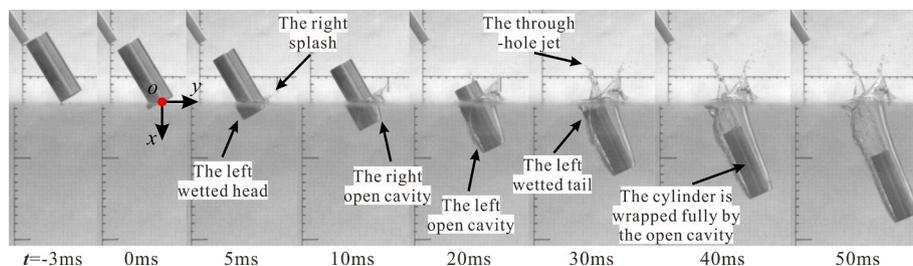 The right
splash
The through
-hole jet
o
y
x
The left
wetted head
The right
open cavity
The left
open cavity
The left
wetted tail
The cylinder is
wrapped fully by
the open cavity
t=-3ms
0ms
5ms
10ms
20ms
30ms
40ms
50ms